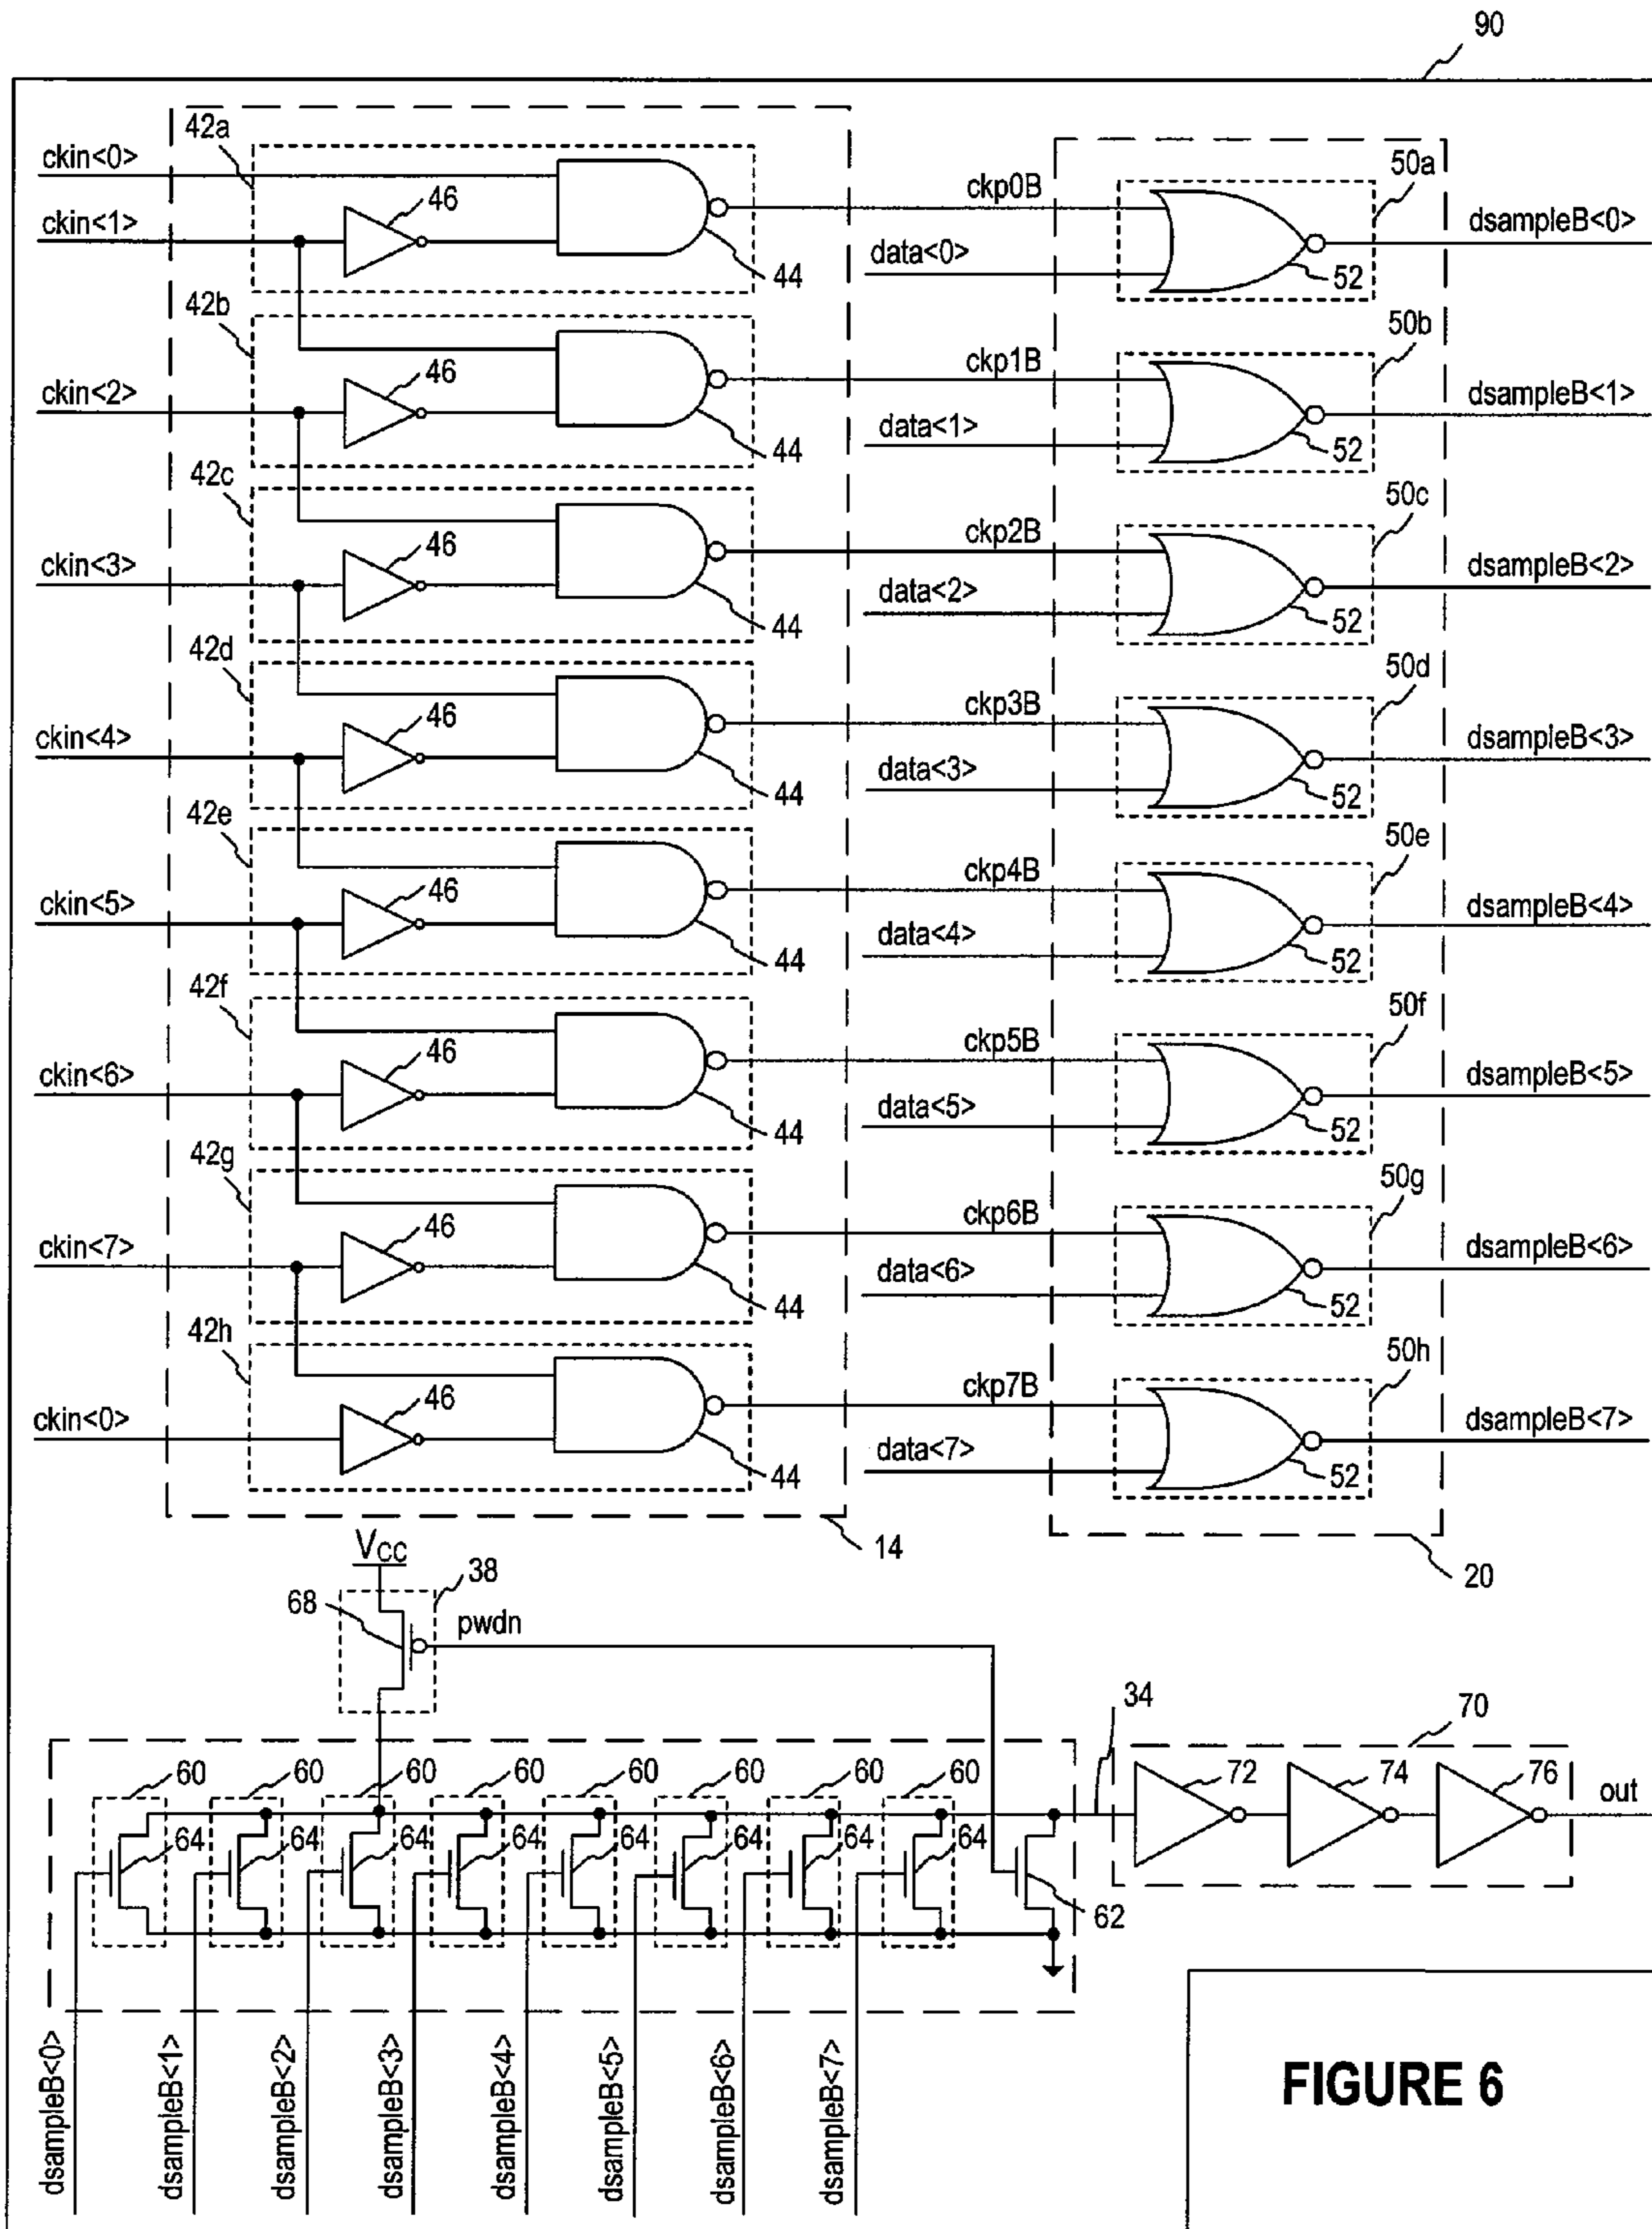 90
42a
ckin<0>
46
ckp0B
50a
ckin<1>
dsampleB<0>
data<0>
44
52
42b
50b
46
ckp1B
ckin<2>
dsampleB<1>
data<1>
44
52
42c
50c
46
ckp2B
ckin<3>
dsampleB<2>
data<2>
44
52
42d
50d
46
ckp3B
ckin<4>
dsampleB<3>
data<3>
44
52
42e
50e
46
ckp4B
ckin<5>
dsampleB<4>
data<4>
44
52
42f
50f
46
ckp5B
ckin<6>
dsampleB<5>
data<5>
44
52
42g
50g
46
ckp6B
ckin<7>
dsampleB<6>
data<6>
44
52
42h
50h
46
ckp7B
ckin<0>
dsampleB<7>
data<7>
44
52
VCC
14
38
20
68
pwdn
34
70
60 60 60 60 60 60 60 60
72 74 76 out
64 64 64 64 64 64 64 64
62
dsampleB<0>
dsampleB<1>
dsampleB<2>
dsampleB<3>
dsampleB<4>
dsampleB<5>
dsampleB<6>
dsampleB<7>
FIGURE 6